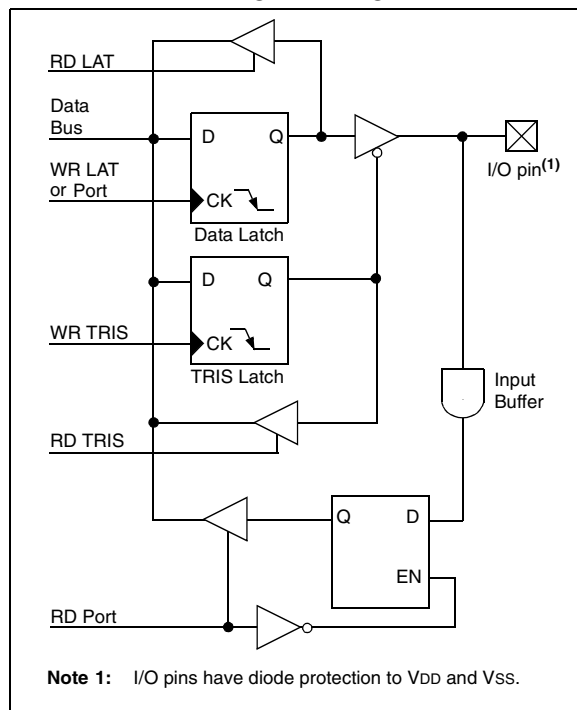 RD LAT
Data
Bus
D Q
WR LAT
or Port
CK
Data Latch
I/O pin(1)
D Q
WR TRIS
CK
TRIS Latch
Input
Buffer
RD TRIS
Q D
EN
RD Port
Note 1: I/O pins have diode protection to VDD and VSS.